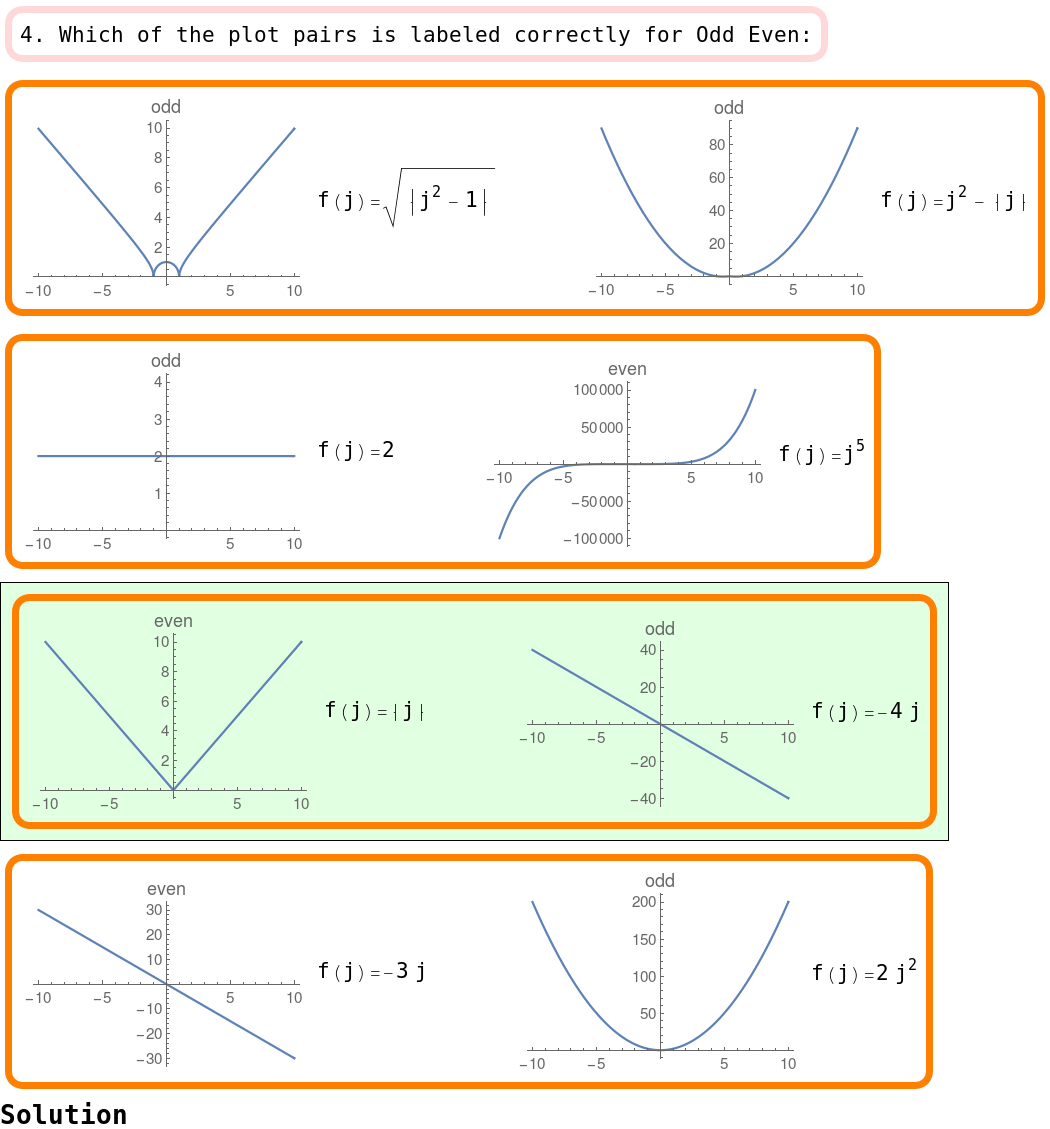 4. Which of the plot pairs is labeled correctly for Odd Even:
odd
10
8
6
4
2
−10 −5 5 10
f(j)=√|j² − 1|
odd
80
60
40
20
−10 −5 5 10
f(j)=j² − |j|
odd
4
3
2
1
−10 −5 5 10
f(j)=2
even
100000
50000
−10 −5 5 10
−50000
−100000
f(j)=j⁵
even
10
8
6
4
2
−10 −5 5 10
f(j)=|j|
odd
40
20
−10 −5 5 10
−20
−40
f(j)=−4 j
even
30
20
10
−10 −5 5 10
−10
−20
−30
f(j)=−3 j
odd
200
150
100
50
−10 −5 5 10
f(j)=2 j²
Solution